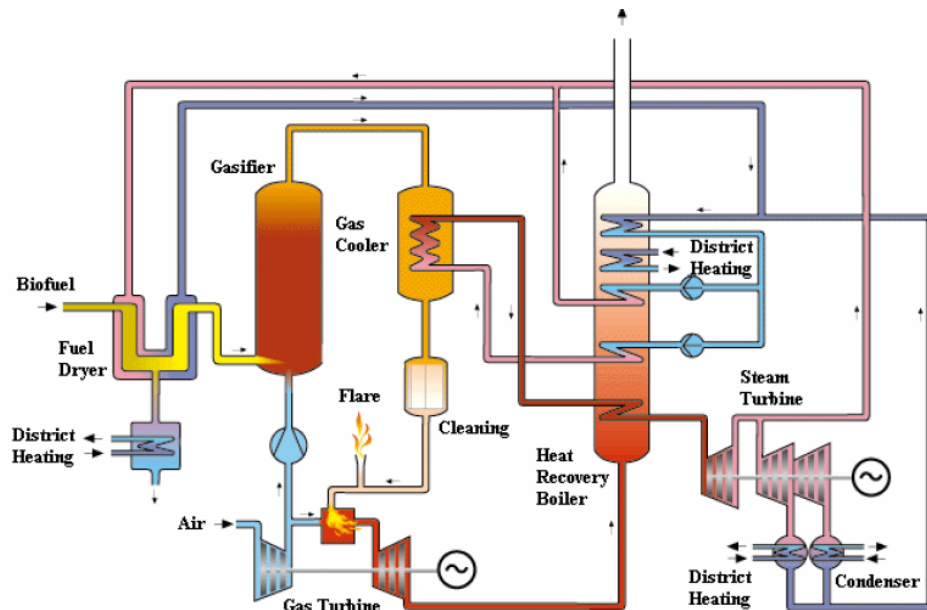 Gasifier
Gas
Cooler
District
Heating
Biofuel
Fuel
Dryer
Steam
Turbine
Flare
Cleaning
District
Heating
Heat
Recovery
Boiler
Air
Gas Turbine
District
Heating
Condenser